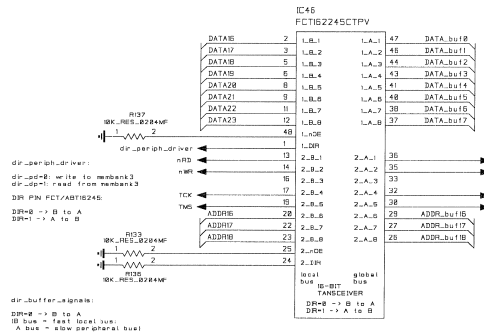 IC46
FCT162245CTPV
DATA16 2 1_B_1 1_A_1 47 DATA_buf0
DATA17 3 1_B_2 1_A_2 46 DATA_buf1
DATA18 5 1_B_3 1_A_3 44 DATA_buf2
DATA19 6 1_B_4 1_A_4 43 DATA_buf3
DATA20 8 1_B_5 1_A_5 41 DATA_buf4
DATA21 9 1_B_6 1_A_6 40 DATA_buf5
DATA22 11 1_B_7 1_A_7 38 DATA_buf6
DATA23 12 1_B_8 1_A_8 37 DATA_buf7
R137
10K_RES_0204MF
1 2 48 1_nOE
dir_periph_driver 1 1_DIR
dir_periph_driver:
nRD 13 2_B_1 2_A_1 36
nWR 14 2_B_2 2_A_2 35
dir_pd=0: write to membank3
dir_dp=1: read from membank3
16 2_B_3 2_A_3 33
DIR PIN FCT/ABT16245:
TCK 17 2_B_4 2_A_4 32
TMS 19 2_B_5 2_A_5 30
DIR=0 -> B to A
DIR=1 -> A to B
ADDR16 20 2_B_6 2_A_6 29 ADDR_buf16
ADDR17 22 2_B_7 2_A_7 27 ADDR_buf17
ADDR18 23 2_B_8 2_A_8 26 ADDR_buf18
R133
10K_RES_0204MF
1 2 25 2_nOE
1 2 24 2_DIR
R136
10K_RES_0204MF
local bus
global bus
16-BIT
TANSCEIVER
DIR=0 -> B to A
DIR=1 -> A to B
dir_buffer_signals:
DIR=0 -> B to A
(B bus = fast local bus;
A bus = slow peripheral bus)